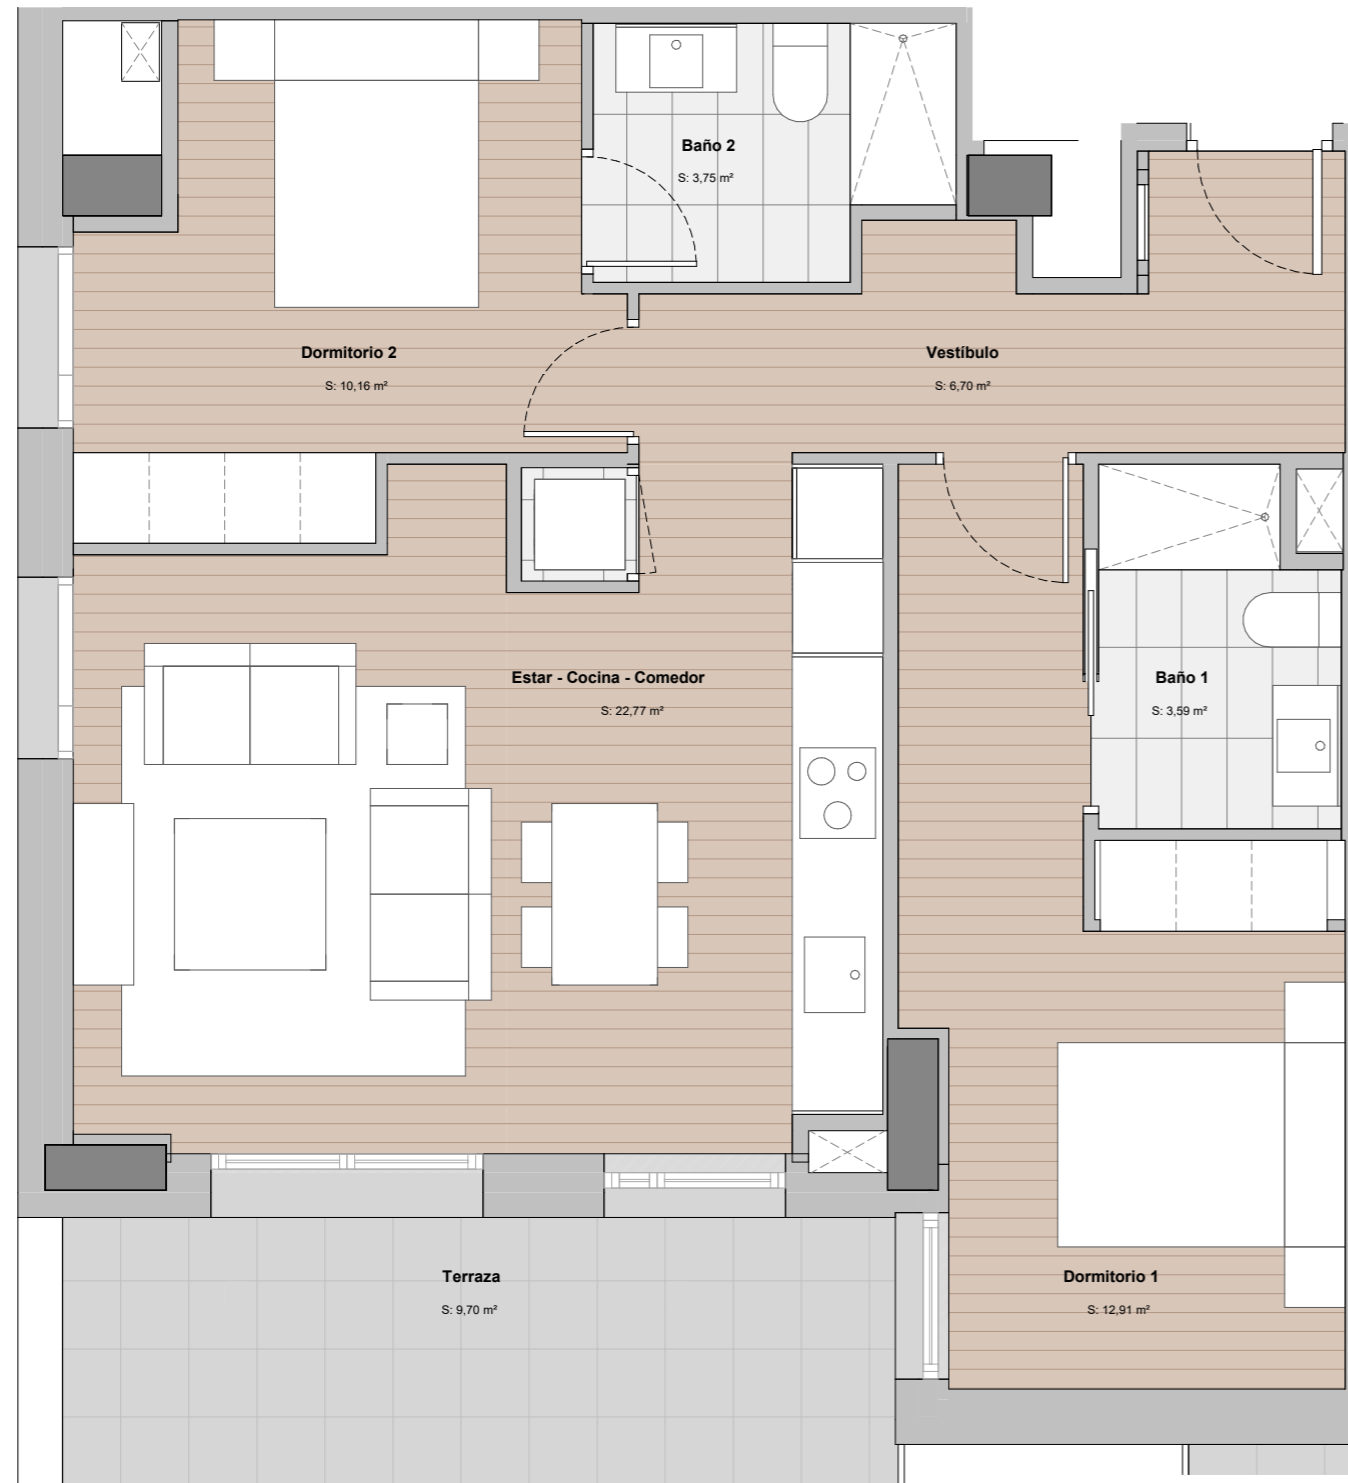 Baño 2
S: 3,75 m²
Dormitorio 2
S: 10,16 m²
Vestíbulo
S: 6,70 m²
Estar - Cocina - Comedor
S: 22,77 m²
Baño 1
S: 3,59 m²
Terraza
S: 9,70 m²
Dormitorio 1
S: 12,91 m²